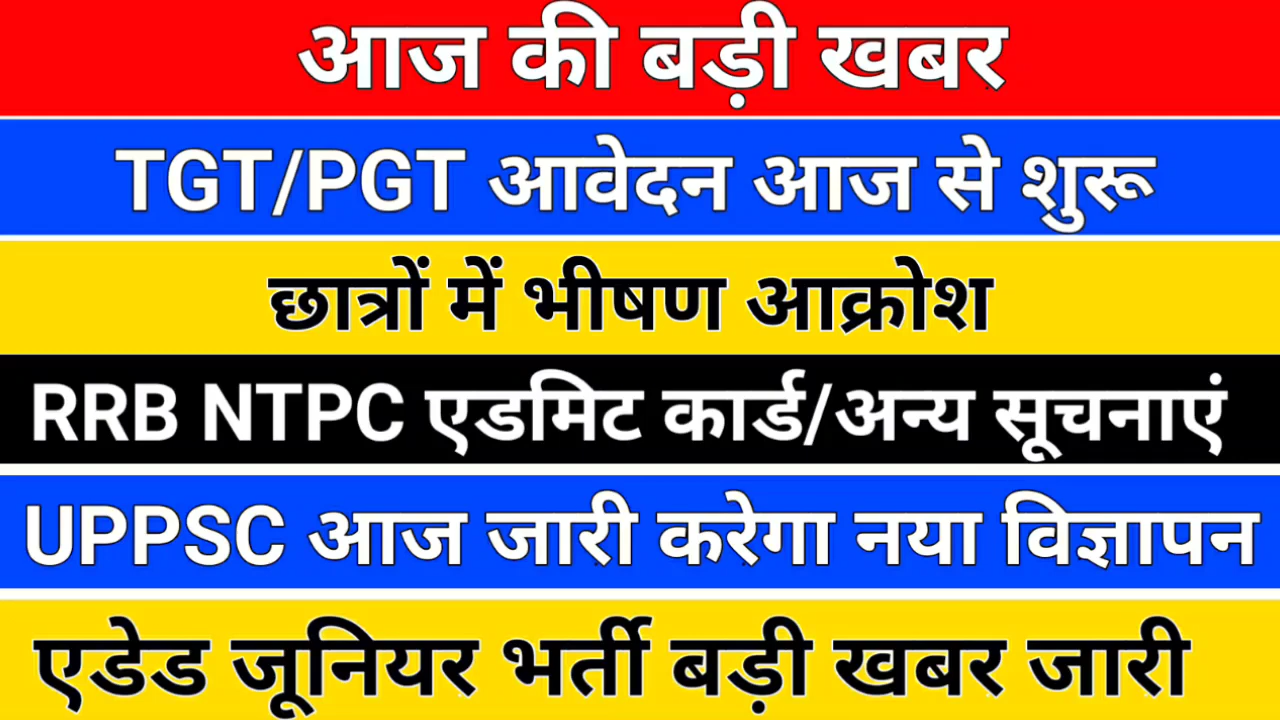 आज की बड़ी खबर
TGT/PGT आवेदन आज से शुरू
छात्रों में भीषण आक्रोश
RRB NTPC एडमिट कार्ड/अन्य सूचनाएं
UPPSC आज जारी करेगा नया विज्ञापन
एडेड जूनियर भर्ती बड़ी खबर जारी